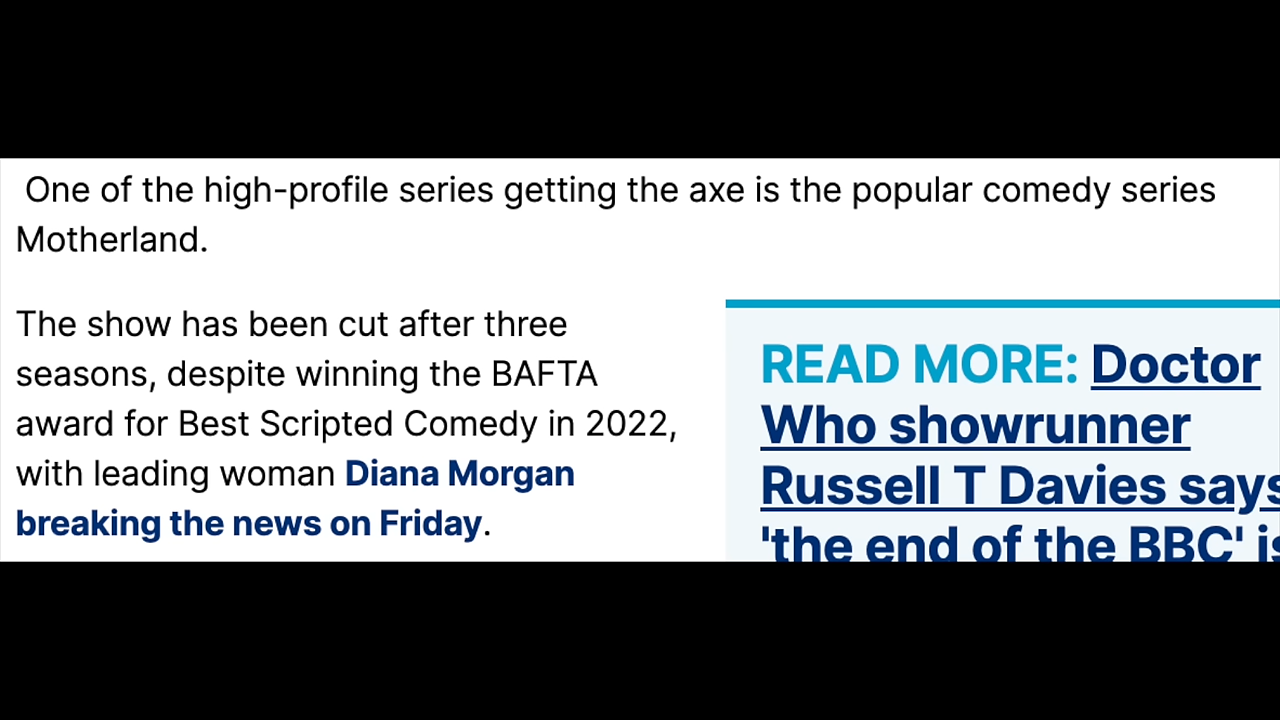 One of the high-profile series getting the axe is the popular comedy series
Motherland.
The show has been cut after three
seasons, despite winning the BAFTA
award for Best Scripted Comedy in 2022,
with leading woman Diana Morgan
breaking the news on Friday.
READ MORE: Doctor
Who showrunner
Russell T Davies says
'the end of the BBC' is